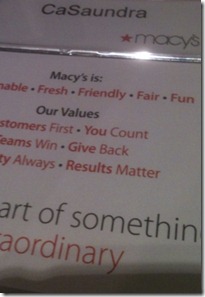 CaSaundra
★macy's
Macy's is:
nable • Fresh • Friendly • Fair • Fun
Our Values
stomers First • You Count
eams Win • Give Back
ty Always • Results Matter
art of somethin
raordinary